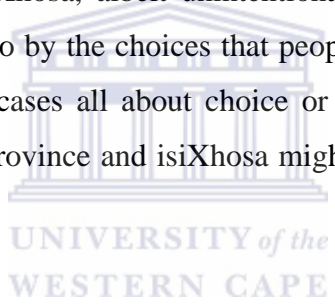 Xhosa, albeit unintentional
o by the choices that peop
cases all about choice or
rovince and isiXhosa migh
UNIVERSITY of the
WESTERN CAPE